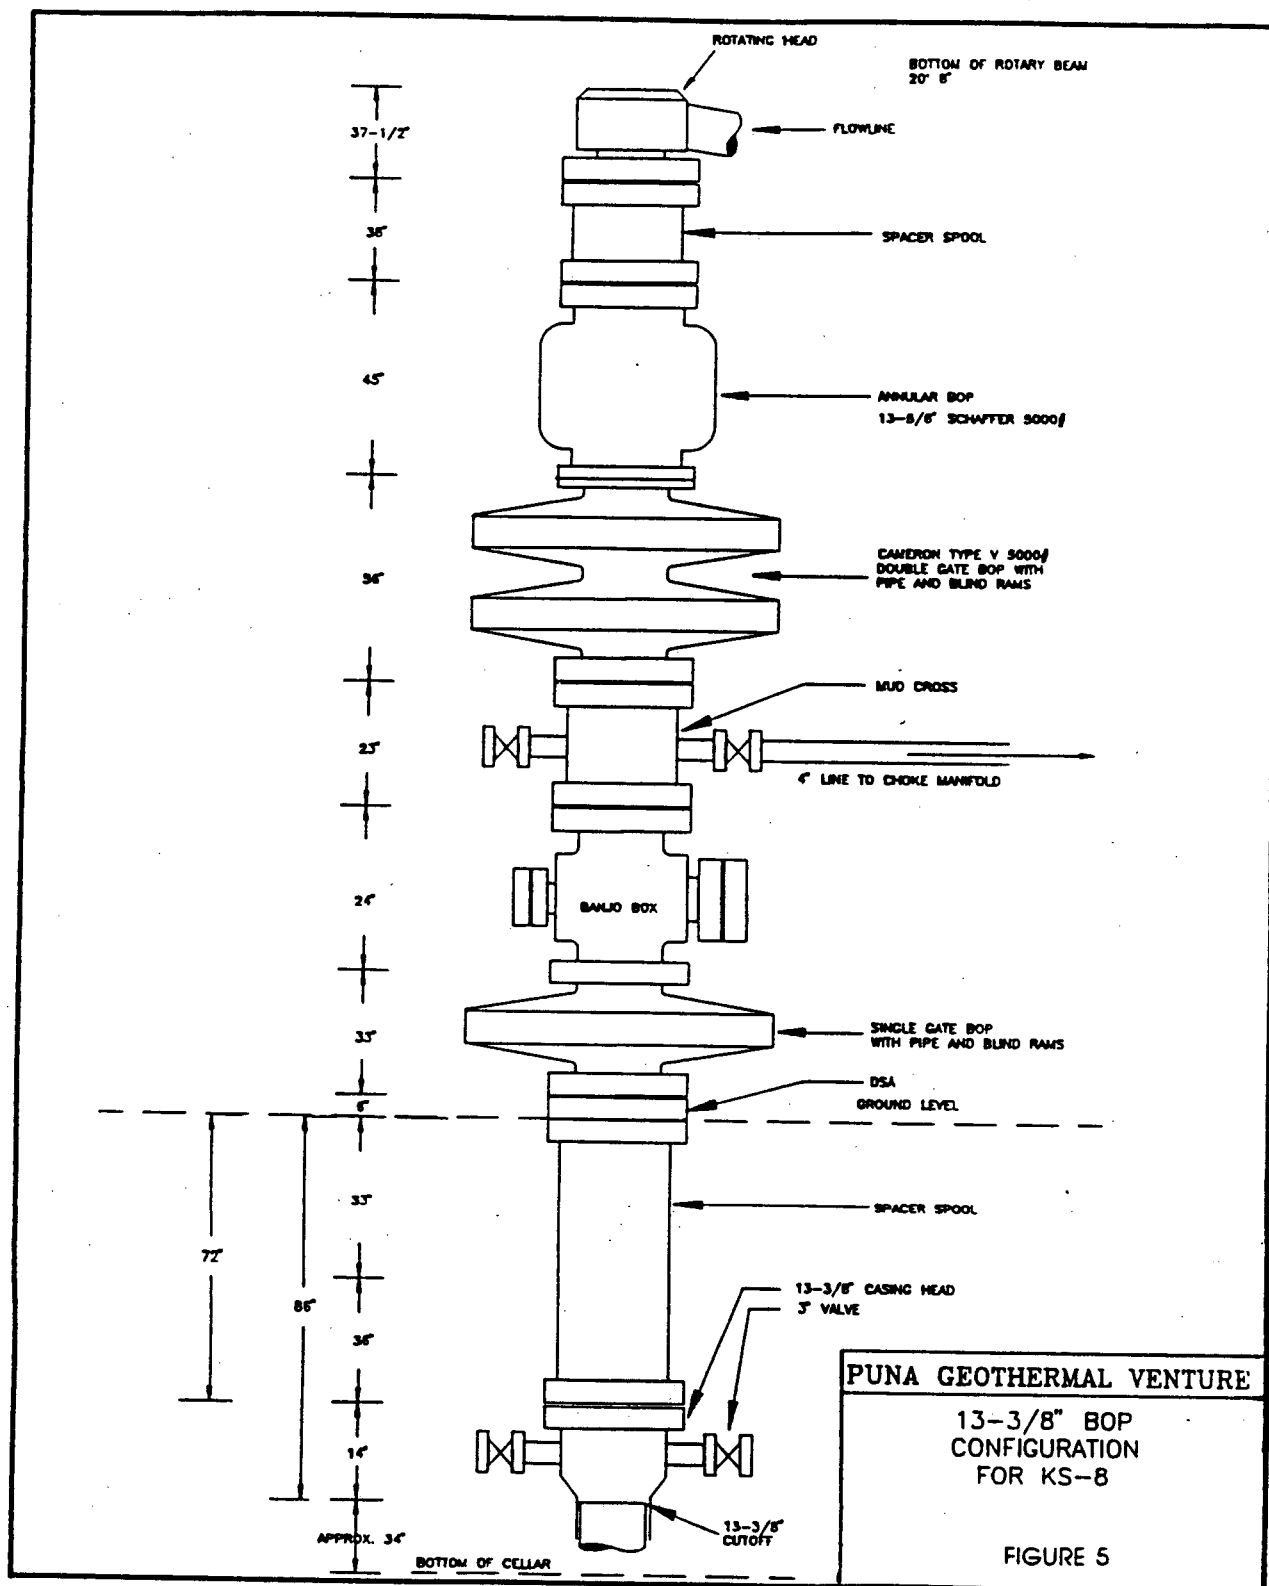 ROTATING HEAD
BOTTOM OF ROTARY BEAM
20' 8"
37-1/2"
FLOWLINE
38"
SPACER SPOOL
45"
ANNULAR BOP
13-5/8" SCHAFFER 5000#
CAMERON TYPE V 5000#
DOUBLE GATE BOP WITH
PIPE AND BLIND RAMS
36"
MUD CROSS
23"
4" LINE TO CHOKE MANIFOLD
24"
BANJO BOX
33"
SINGLE GATE BOP
WITH PIPE AND BLIND RAMS
DSA
6"
GROUND LEVEL
33"
SPACER SPOOL
72"
86"
13-3/8" CASING HEAD
3" VALVE
36"
PUNA GEOTHERMAL VENTURE
13-3/8" BOP
CONFIGURATION
FOR KS-8
14"
13-3/8"
CUTOFF
APPROX. 34"
BOTTOM OF CELLAR
FIGURE 5